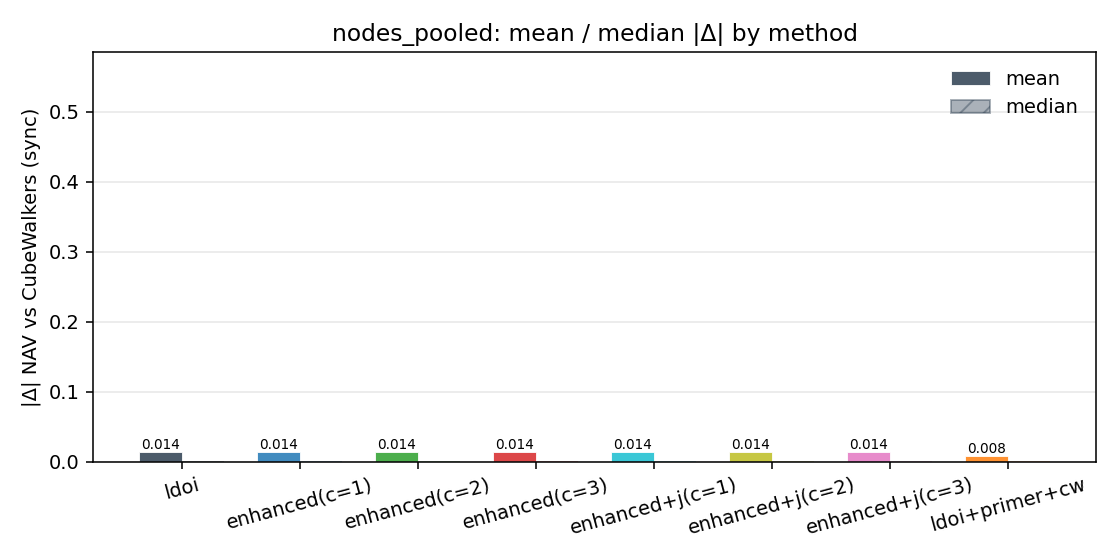 nodes_pooled: mean / median |Δ| by method
|Δ| NAV vs CubeWalkers (sync)
0.5
0.4
0.3
0.2
0.1
0.0
mean
median
0.014
0.014
0.014
0.014
0.014
0.014
0.014
0.008
ldoi
enhanced(c=1)
enhanced(c=2)
enhanced(c=3)
enhanced+j(c=1)
enhanced+j(c=2)
enhanced+j(c=3)
ldoi+primer+cw